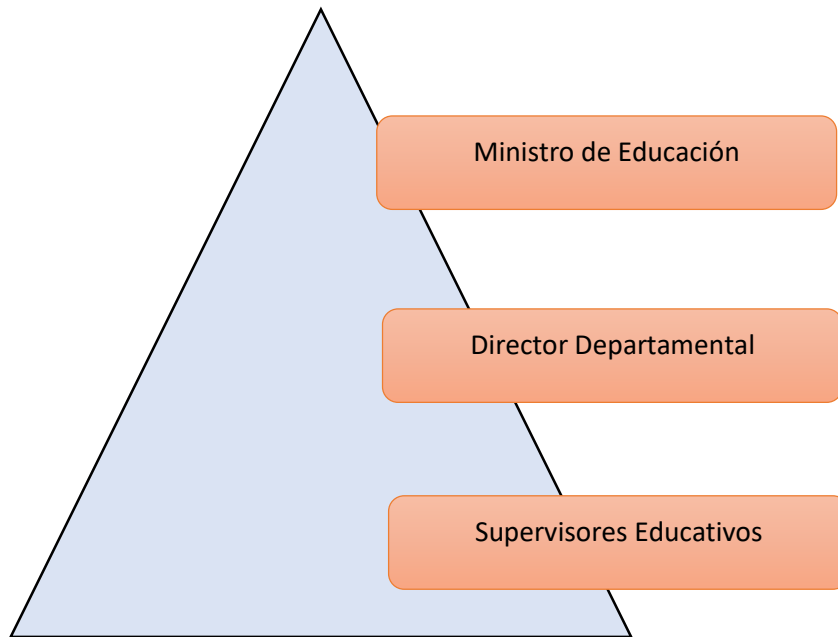 Ministro de Educación
Director Departamental
Supervisores Educativos